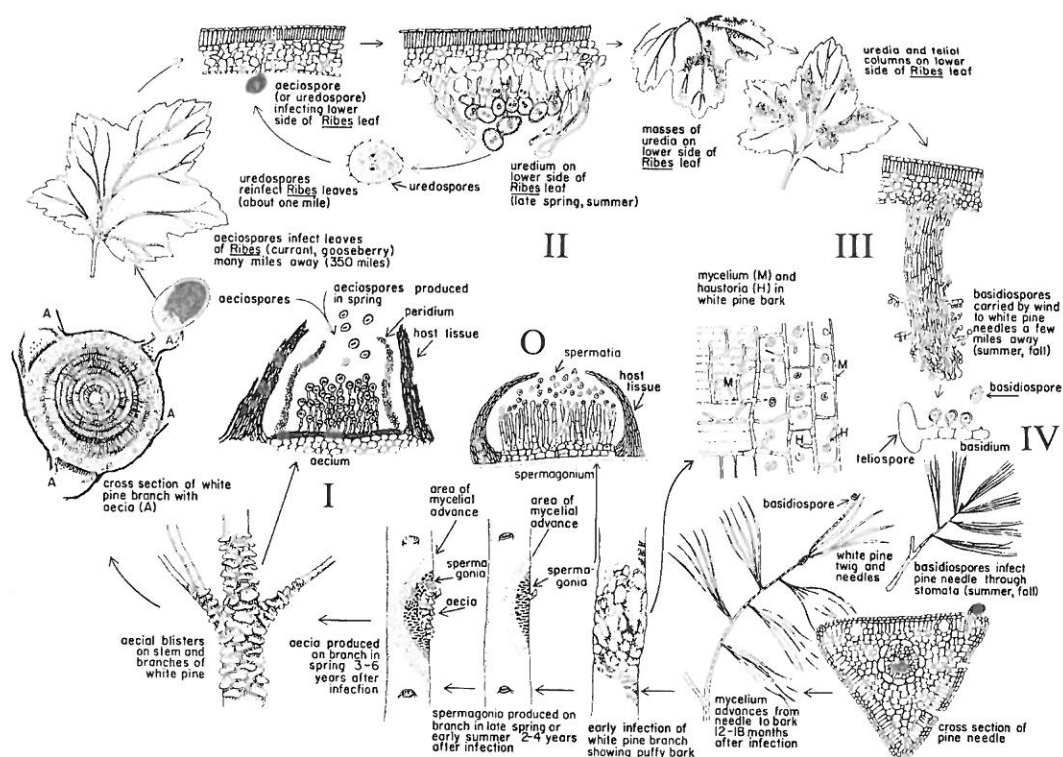 aeciospore
(or uredospore)
infecting lower
side of Ribes leaf
uredospores
reinfect Ribes leaves
(about one mile)
uredospores
uredium on
lower side of
Ribes leaf
(late spring, summer)
masses of
uredia on
lower side of
Ribes leaf
uredia and telial
columns on lower
side of Ribes leaf
II
III
aeciospores infect leaves
of Ribes (currant, gooseberry)
many miles away (350 miles)
aeciospores
aeciospores produced
in spring
peridium
host tissue
aecium
O
spermatia
host
tissue
spermagonium
mycelium (M) and
haustoria (H) in
white pine bark
M
M
H
H
basidiospores
carried by wind
to white pine
needles a few
miles away
(summer, fall)
basidiospore
teliospore
basidium
IV
A
A
A
A
A
cross section of white
pine branch with
aecia (A)
I
area of
mycelial
advance
sperma-
gonia
aecia
area of
mycelial
advance
sperma-
gonia
basidiospore
white pine
twig and
needles
basidiospores infect
pine needle through
stomata (summer, fall)
aecial blisters
on stem and
branches of
white pine
aecia produced
on branch in
spring 3-6
years after
infection
spermagonia produced on
branch in late spring or
early summer 2-4 years
after infection
early infection of
white pine branch
showing puffy bark
mycelium
advances from
needle to bark
12-18 months
after infection
cross section of
pine needle